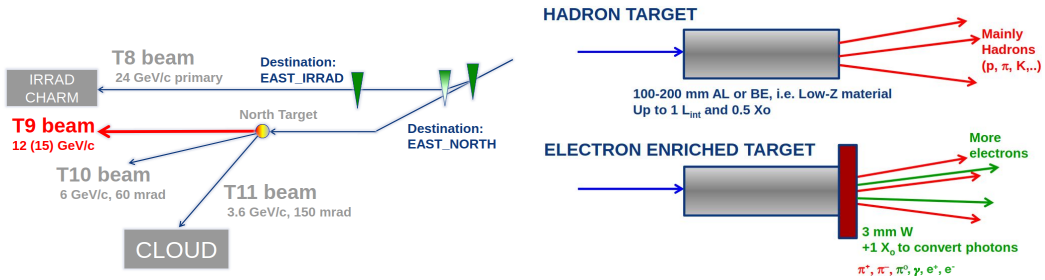 T8 beam
24 GeV/c primary
Destination:
EAST_IRRAD
IRRAD
CHARM
T9 beam
12 (15) GeV/c
North Target
Destination:
EAST_NORTH
T10 beam
6 GeV/c, 60 mrad
T11 beam
3.6 GeV/c, 150 mrad
CLOUD
HADRON TARGET
Mainly
Hadrons
(p, π, K,..)
100-200 mm AL or BE, i.e. Low-Z material
Up to 1 Lint and 0.5 Xo
ELECTRON ENRICHED TARGET
More
electrons
3 mm W
+1 Xo to convert photons
π⁺, π⁻, π⁰, γ, e⁺, e⁻